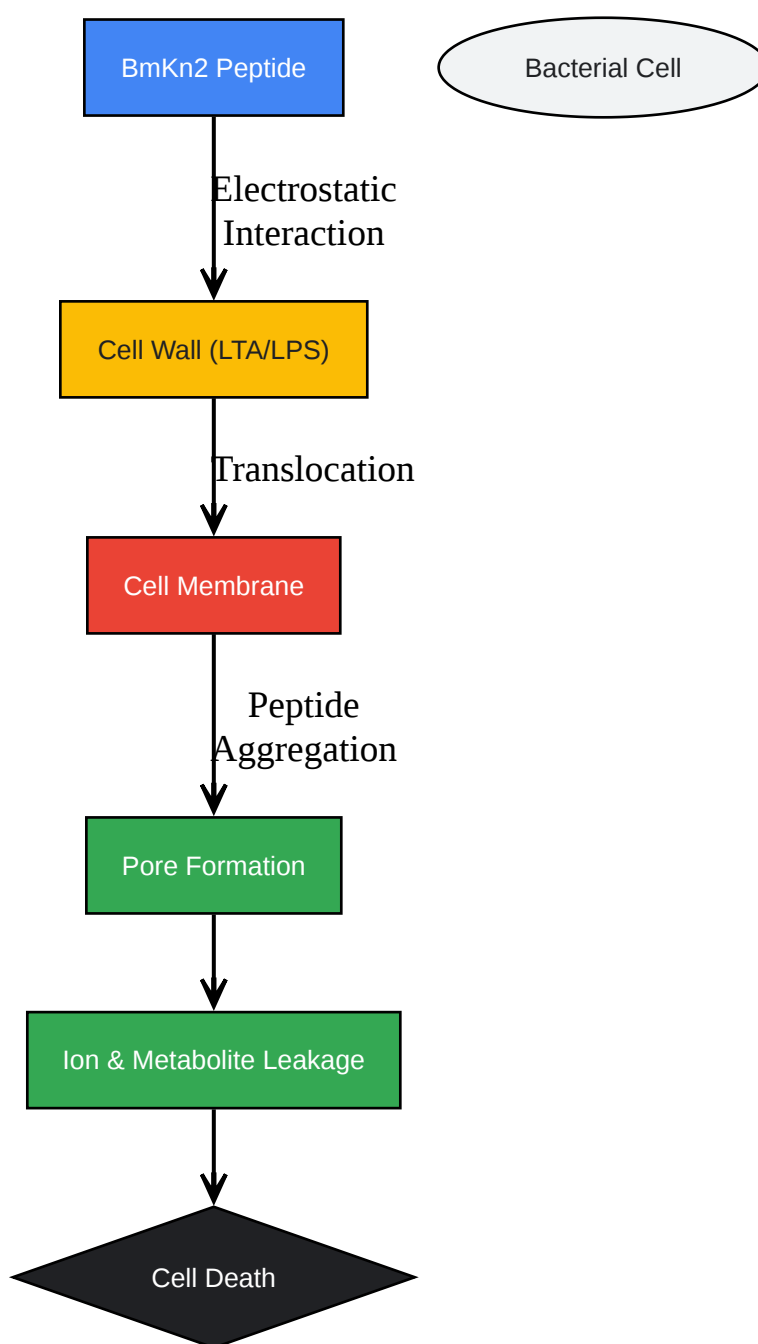 BmKn2 Peptide
Bacterial Cell
Electrostatic
Interaction
Cell Wall (LTA/LPS)
Translocation
Cell Membrane
Peptide
Aggregation
Pore Formation
Ion & Metabolite Leakage
Cell Death